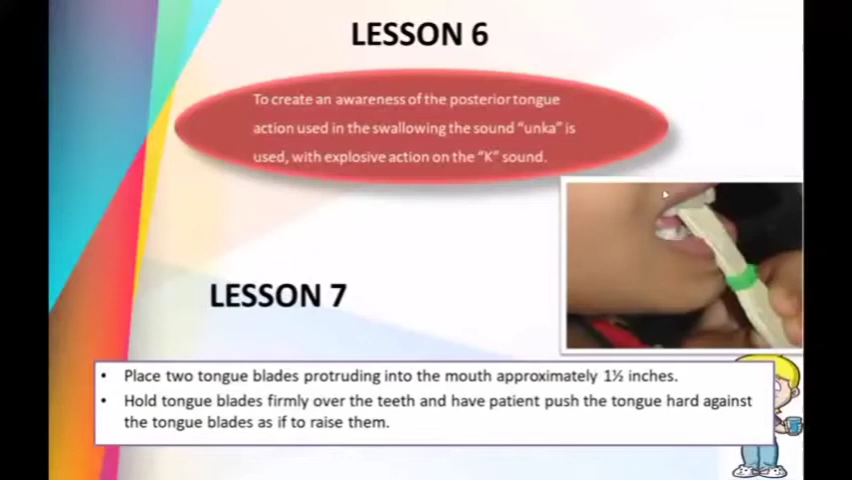 LESSON 6
To create an awareness of the posterior tongue
action used in the swallowing the sound "unka" is
used, with explosive action on the "K" sound.
LESSON 7
• Place two tongue blades protruding into the mouth approximately 1½ inches.
• Hold tongue blades firmly over the teeth and have patient push the tongue hard against
the tongue blades as if to raise them.